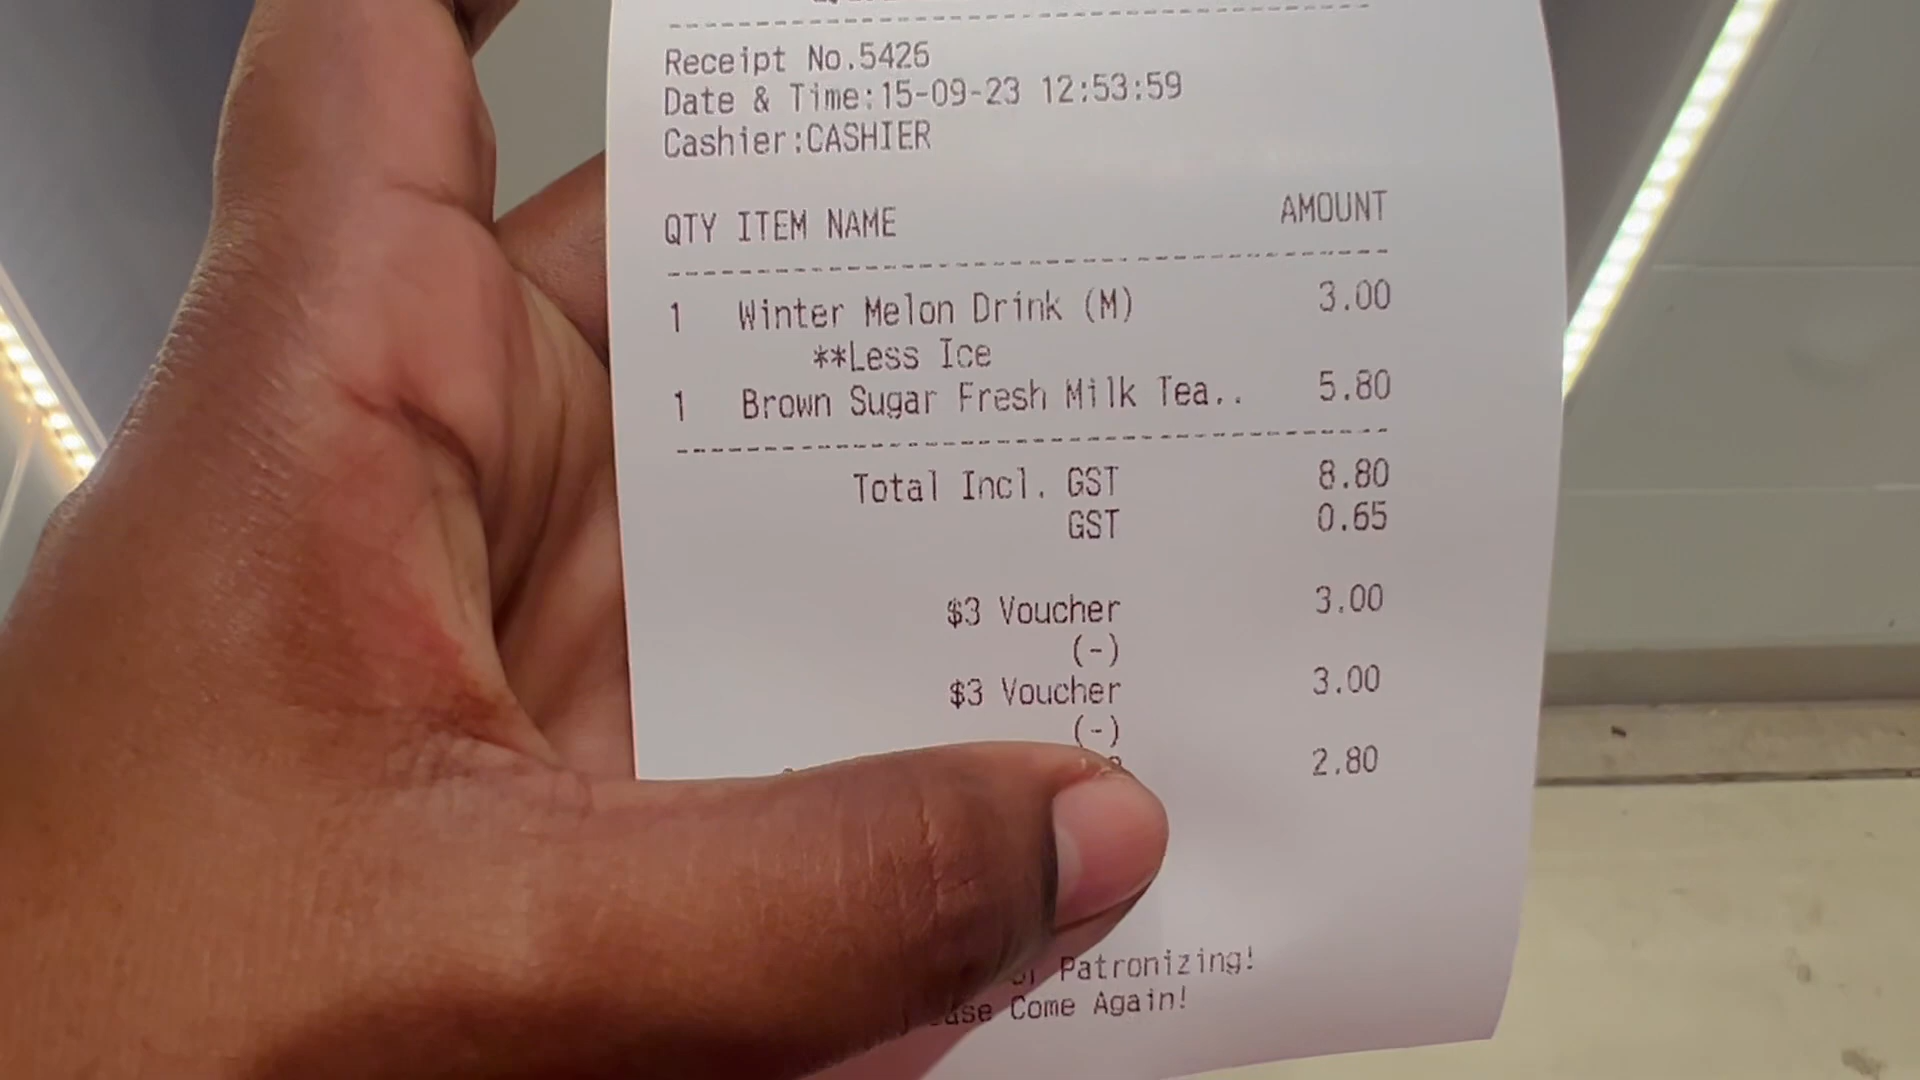 Receipt No.5426
Date & Time:15-09-23 12:53:59
Cashier:CASHIER
QTY ITEM NAME AMOUNT
1 Winter Melon Drink (M) 3.00
**Less Ice
1 Brown Sugar Fresh Milk Tea.. 5.80
Total Incl. GST 8.80
GST 0.65
$3 Voucher 3.00
(-)
$3 Voucher 3.00
(-)
2.80
Patronizing!
Come Again!